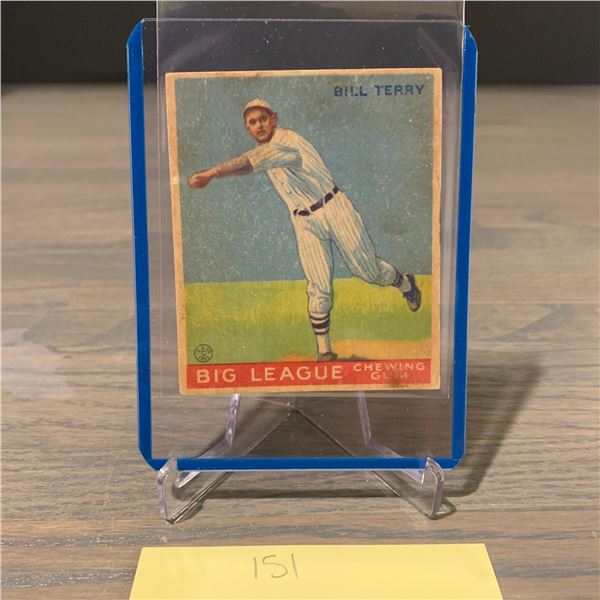 BILL TERRY
BIG LEAGUE CHEWING GUM
151